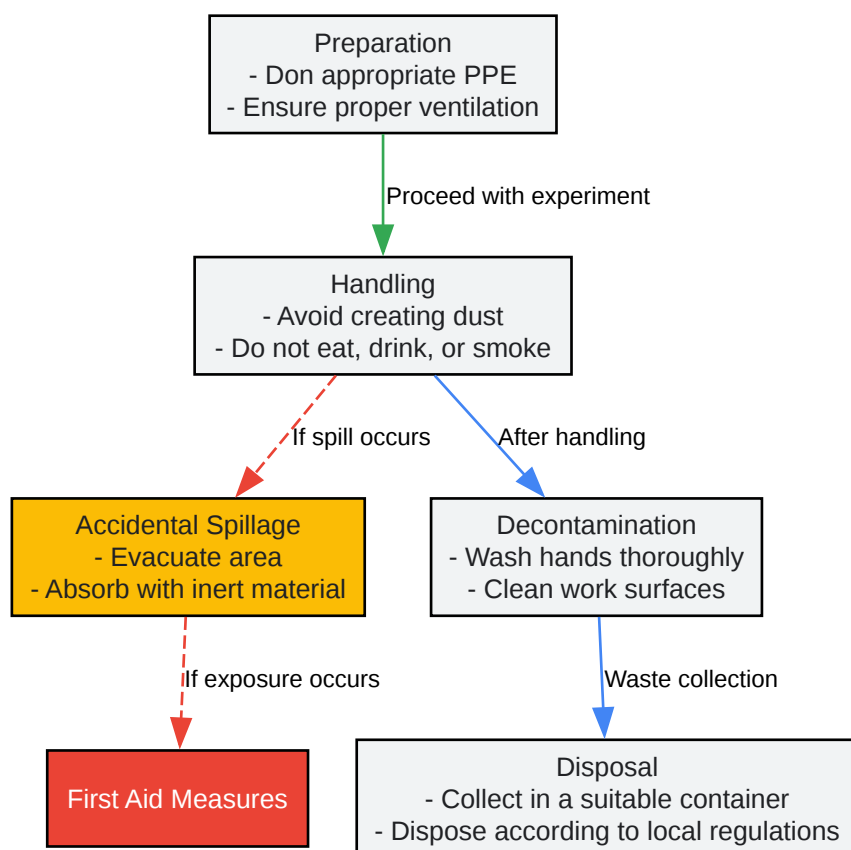 Preparation
- Don appropriate PPE
- Ensure proper ventilation
Proceed with experiment
Handling
- Avoid creating dust
- Do not eat, drink, or smoke
If spill occurs
After handling
Accidental Spillage
- Evacuate area
- Absorb with inert material
Decontamination
- Wash hands thoroughly
- Clean work surfaces
If exposure occurs
Waste collection
First Aid Measures
Disposal
- Collect in a suitable container
- Dispose according to local regulations